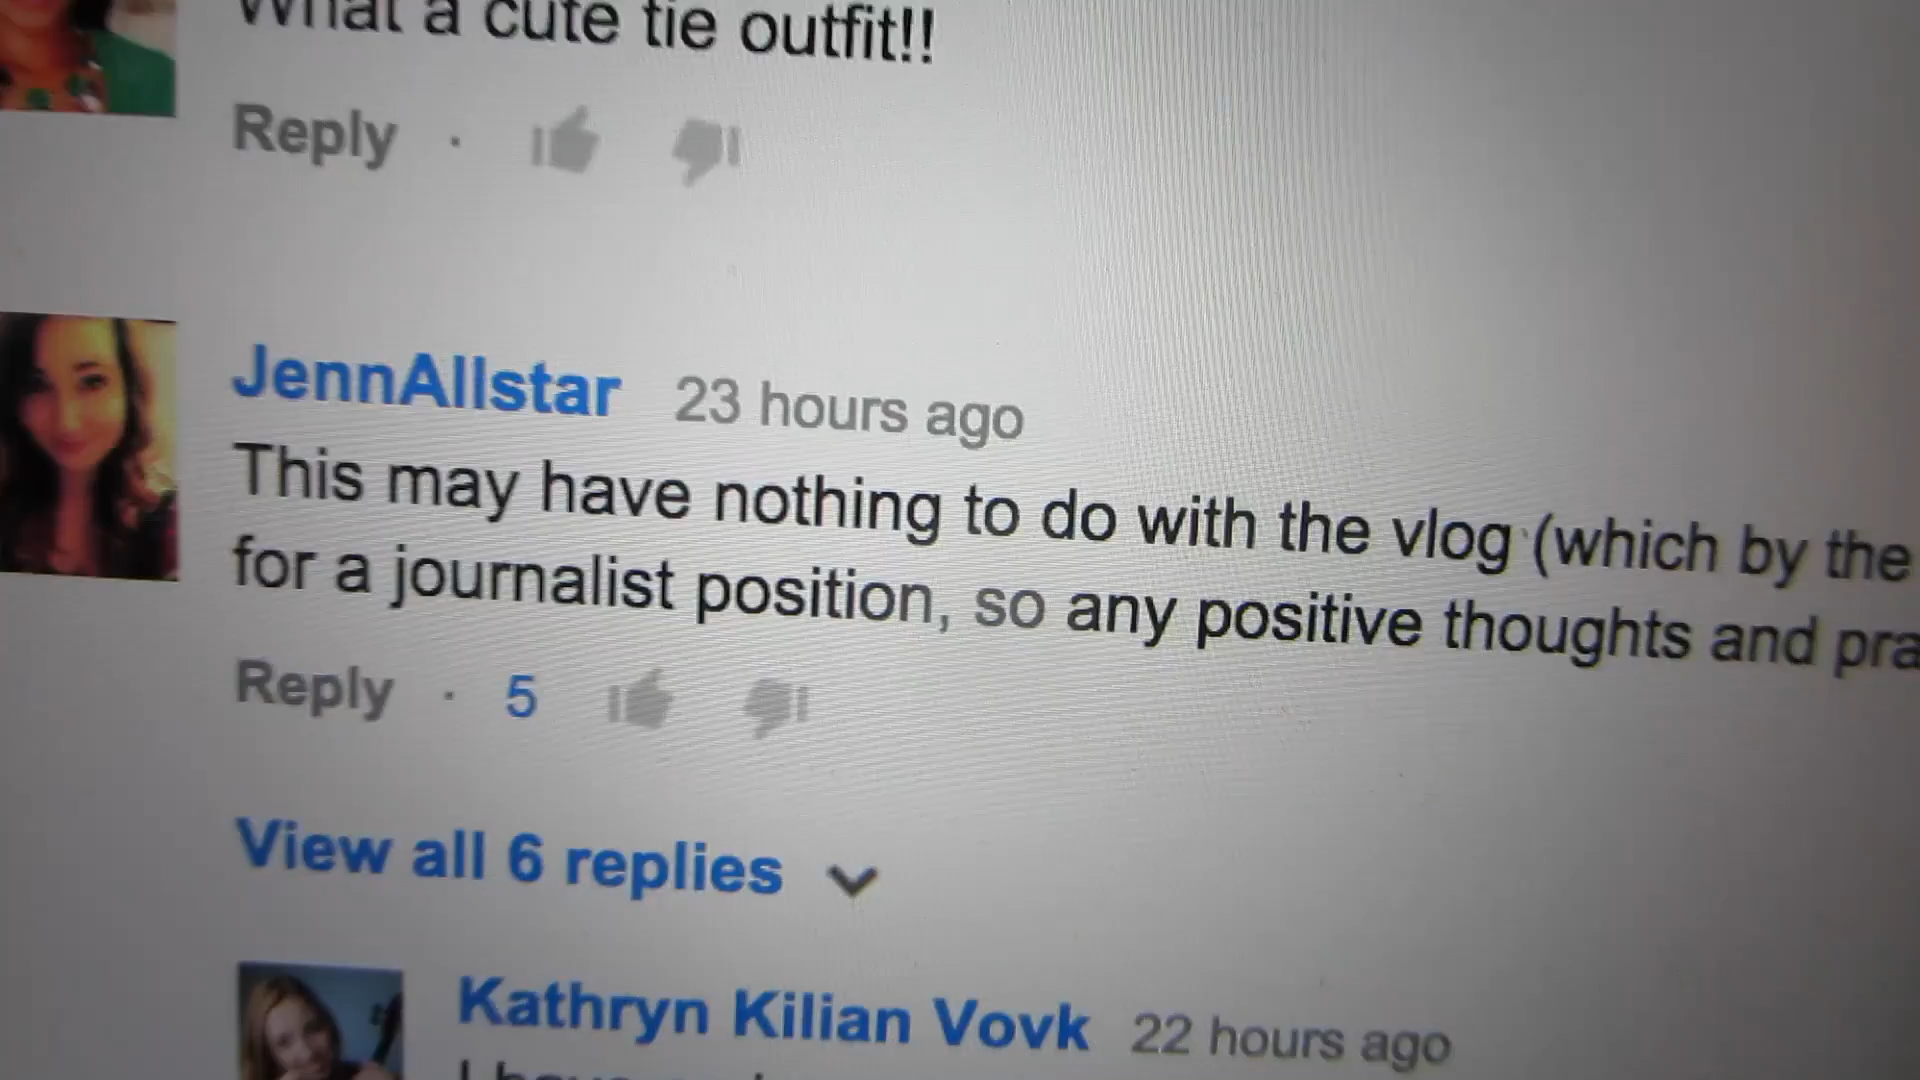 What a cute tie outfit!!
Reply ·
JennAllstar 23 hours ago
This may have nothing to do with the vlog (which by the
for a journalist position, so any positive thoughts and
Reply · 5
View all 6 replies
Kathryn Kilian Vovk 22 hours ago